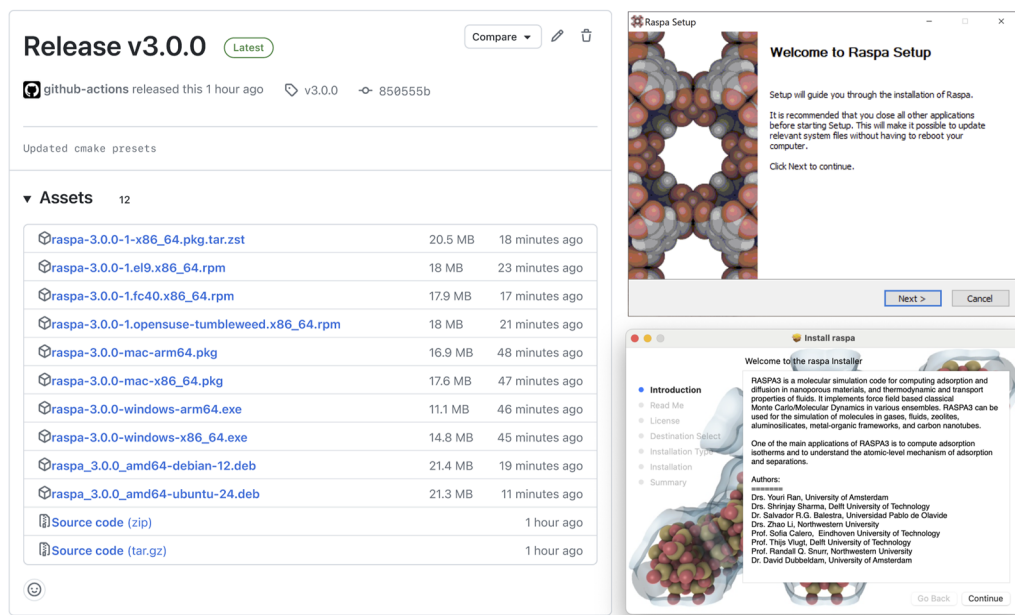 Release v3.0.0 Latest
Compare
github-actions released this 1 hour ago v3.0.0 850555b
Updated cmake presets
Assets 12
raspa-3.0.0-1-x86_64.pkg.tar.zst 20.5 MB 18 minutes ago
raspa-3.0.0-1.el9.x86_64.rpm 18 MB 23 minutes ago
raspa-3.0.0-1.fc40.x86_64.rpm 17.9 MB 17 minutes ago
raspa-3.0.0-1.opensuse-tumbleweed.x86_64.rpm 18 MB 21 minutes ago
raspa-3.0.0-mac-arm64.pkg 16.9 MB 48 minutes ago
raspa-3.0.0-mac-x86_64.pkg 17.6 MB 47 minutes ago
raspa-3.0.0-windows-arm64.exe 11.1 MB 46 minutes ago
raspa-3.0.0-windows-x86_64.exe 14.8 MB 45 minutes ago
raspa_3.0.0_amd64-debian-12.deb 21.4 MB 19 minutes ago
raspa_3.0.0_amd64-ubuntu-24.deb 21.3 MB 11 minutes ago
Source code (zip) 1 hour ago
Source code (tar.gz) 1 hour ago
Raspa Setup
Welcome to Raspa Setup
Setup will guide you through the installation of Raspa.
It is recommended that you close all other applications
before starting Setup. This will make it possible to update
relevant system files without having to reboot your
computer.
Click Next to continue.
Next > Cancel
Install raspa
Welcome to the raspa Installer
Introduction
Read Me
License
Destination Select
Installation Type
Installation
Summary
RASPA3 is a molecular simulation code for computing adsorption and
diffusion in nanoporous materials, and thermodynamic and transport
properties of fluids. It implements force field based classical
Monte Carlo/Molecular Dynamics in various ensembles. RASPA3 can be
used for the simulation of molecules in gases, fluids, zeolites,
aluminosilicates, metal-organic frameworks, and carbon nanotubes.
One of the main applications of RASPA3 is to compute adsorption
isotherms and to understand the atomic-level mechanism of adsorption
and separations.
Authors:
=======
Drs. Youri Ran, University of Amsterdam
Drs. Shrinjay Sharma, Delft University of Technology
Dr. Salvador R.G. Balestra, Universidad Pablo de Olavide
Drs. Zhao Li, Northwestern University
Prof. Sofia Calero, Eindhoven University of Technology
Prof. Thijs Vlugt, Delft University of Technology
Prof. Randall Q. Snurr, Northwestern University
Dr. David Dubbeldam, University of Amsterdam
Go Back Continue